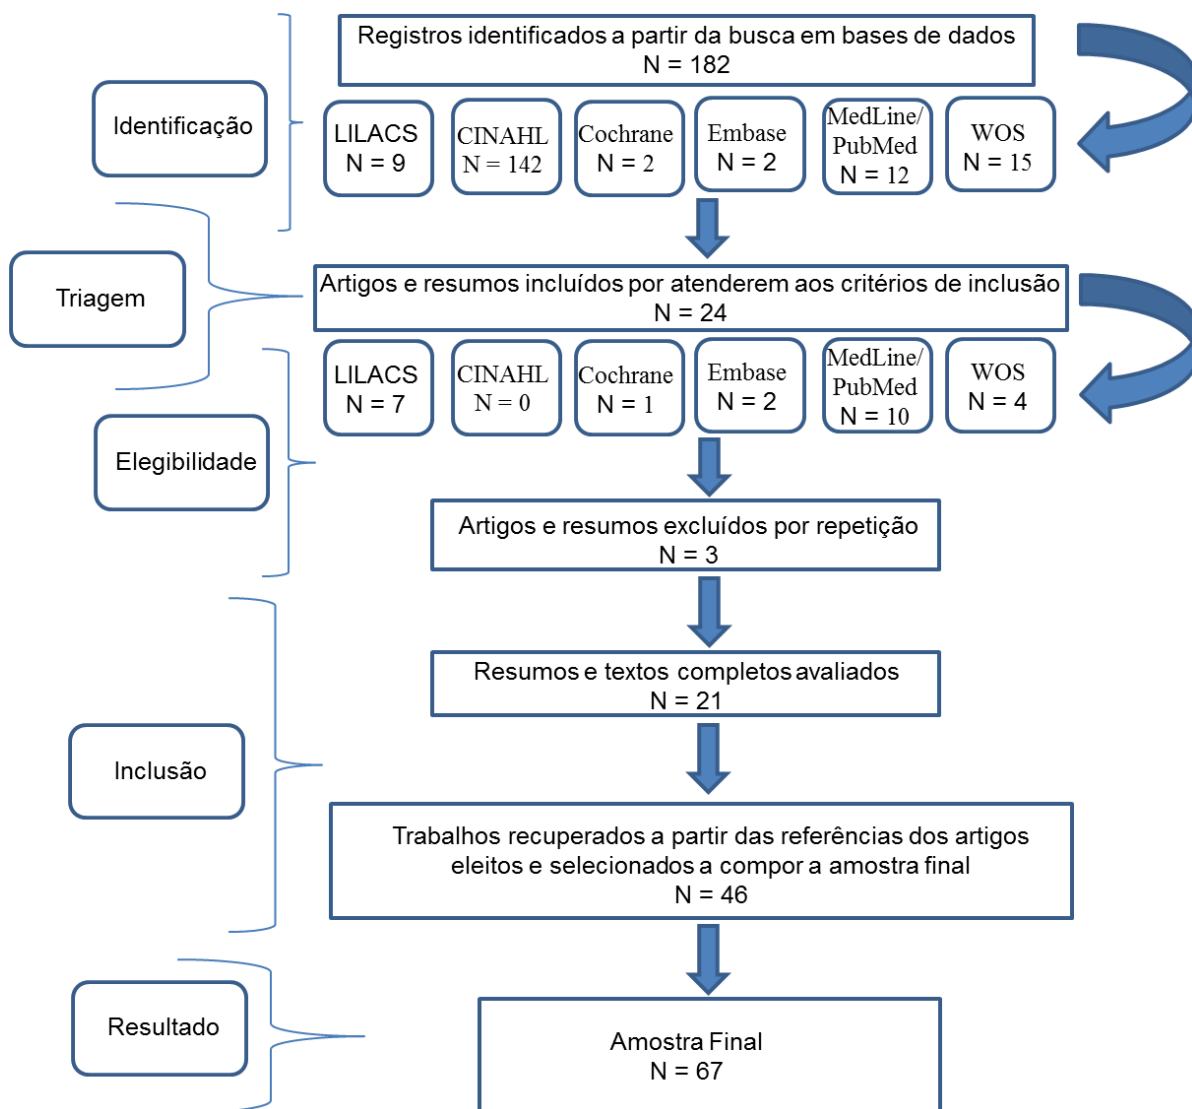 Registros identificados a partir da busca em bases de dados
N = 182
Identificação
LILACS
N = 9
CINAHL
N = 142
Cochrane
N = 2
Embase
N = 2
MedLine/
PubMed
N = 12
WOS
N = 15
Triagem
Artigos e resumos incluídos por atenderem aos critérios de inclusão
N = 24
LILACS
N = 7
CINAHL
N = 0
Cochrane
N = 1
Embase
N = 2
MedLine/
PubMed
N = 10
WOS
N = 4
Elegibilidade
Artigos e resumos excluídos por repetição
N = 3
Resumos e textos completos avaliados
N = 21
Inclusão
Trabalhos recuperados a partir das referências dos artigos
eleitos e selecionados a compor a amostra final
N = 46
Resultado
Amostra Final
N = 67